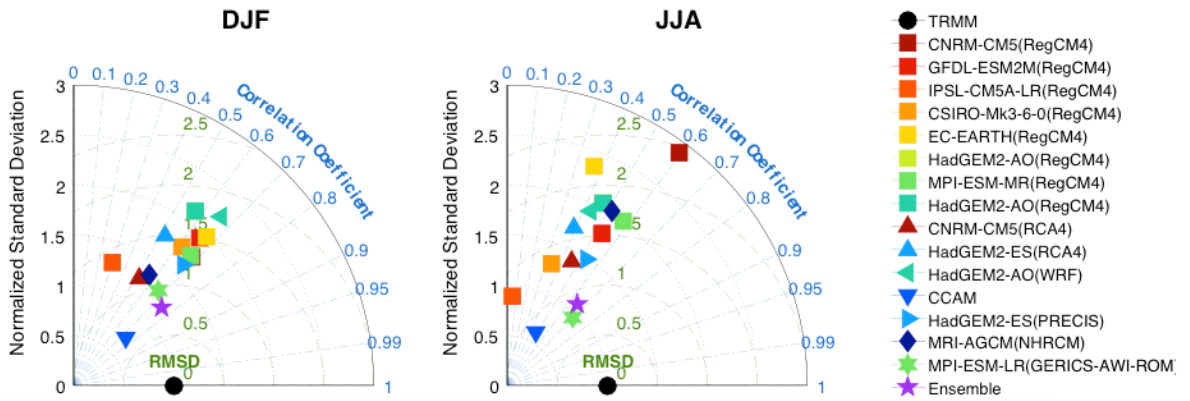 DJF
JJA
Normalized Standard Deviation
3
2.5
2
1.5
1
0.5
0
0 0.1 0.2 0.3 0.4 0.5 0.6 0.7 0.8 0.9 0.95 0.99 1
Correlation Coefficient
2.5
2
1.5
1
0.5
0
RMSD
Normalized Standard Deviation
3
2.5
2
1.5
1
0.5
0
0 0.1 0.2 0.3 0.4 0.5 0.6 0.7 0.8 0.9 0.95 0.99 1
Correlation Coefficient
2.5
2
1.5
1
0.5
0
RMSD
TRMM
CNRM-CM5(RegCM4)
GFDL-ESM2M(RegCM4)
IPSL-CM5A-LR(RegCM4)
CSIRO-Mk3-6-0(RegCM4)
EC-EARTH(RegCM4)
HadGEM2-AO(RegCM4)
MPI-ESM-MR(RegCM4)
HadGEM2-AO(RegCM4)
CNRM-CM5(RCA4)
HadGEM2-ES(RCA4)
HadGEM2-AO(WRF)
CCAM
HadGEM2-ES(PRECIS)
MRI-AGCM(NHRCM)
MPI-ESM-LR(GERICS-AWI-ROM
Ensemble